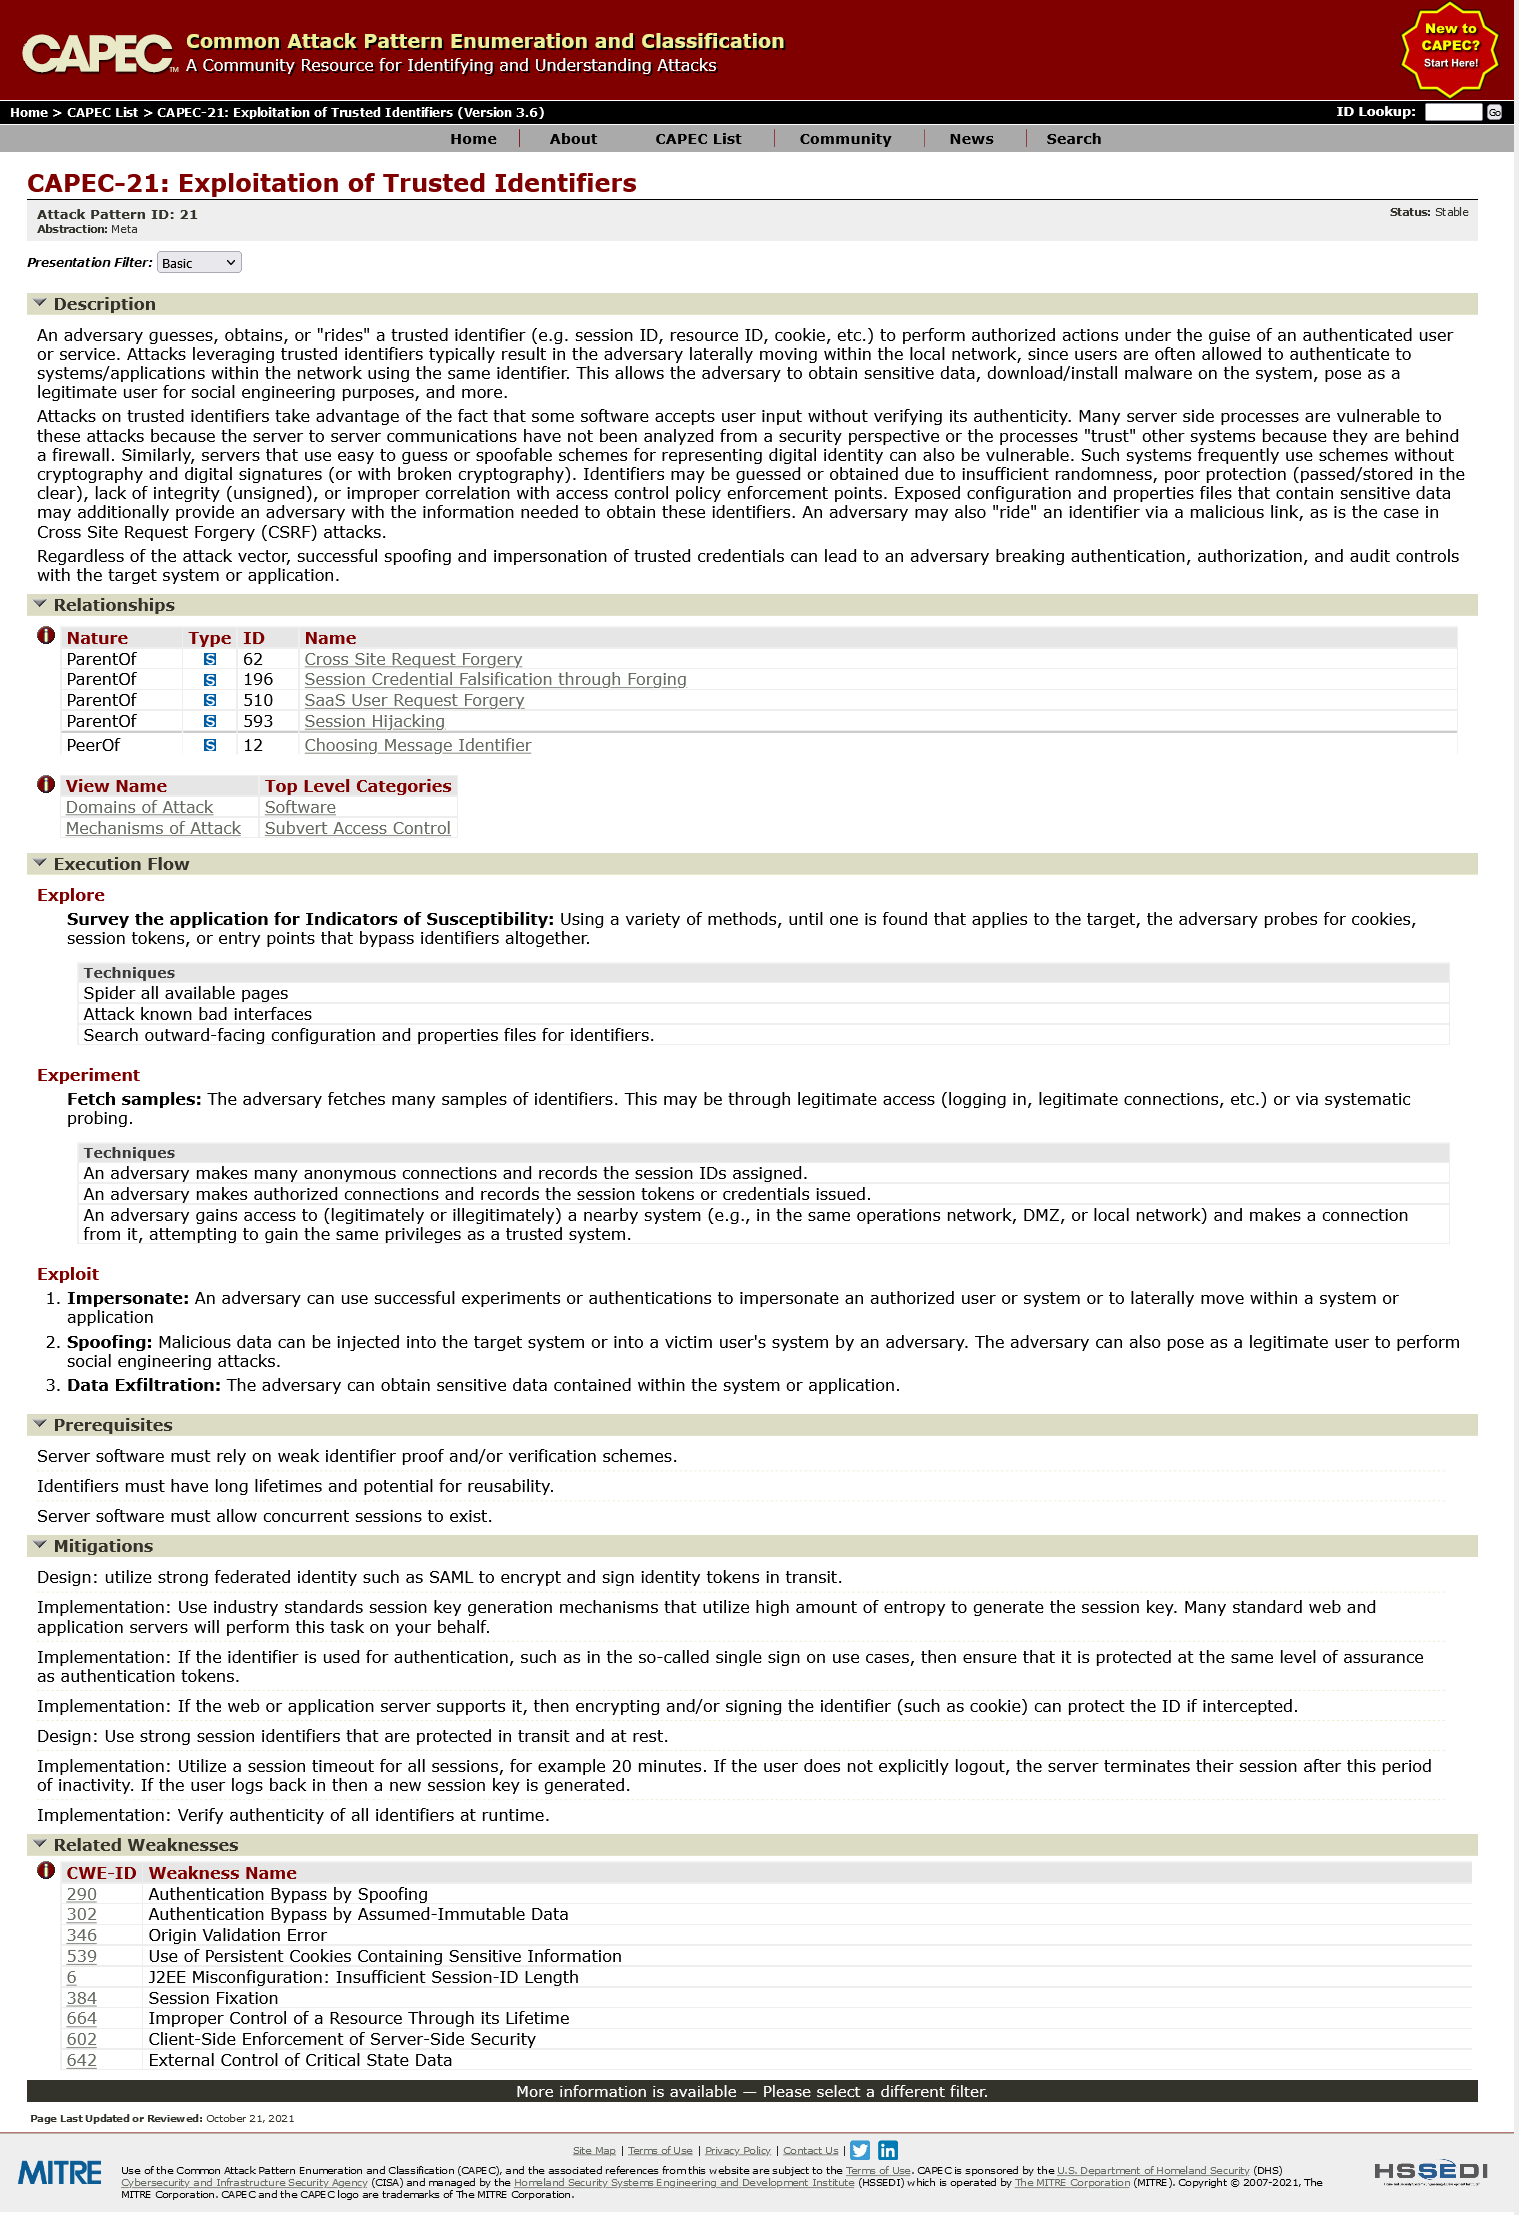 CAPEC™
Common Attack Pattern Enumeration and Classification
A Community Resource for Identifying and Understanding Attacks
New to
CAPEC?
Start Here!
Home > CAPEC List > CAPEC-21: Exploitation of Trusted Identifiers (Version 3.6)
ID Lookup: Go
Home About CAPEC List Community News Search
CAPEC-21: Exploitation of Trusted Identifiers
Attack Pattern ID: 21
Abstraction: Meta
Status: Stable
Presentation Filter: Basic
Description
An adversary guesses, obtains, or "rides" a trusted identifier (e.g. session ID, resource ID, cookie, etc.) to perform authorized actions under the guise of an authenticated user
or service. Attacks leveraging trusted identifiers typically result in the adversary laterally moving within the local network, since users are often allowed to authenticate to
systems/applications within the network using the same identifier. This allows the adversary to obtain sensitive data, download/install malware on the system, pose as a
legitimate user for social engineering purposes, and more.
Attacks on trusted identifiers take advantage of the fact that some software accepts user input without verifying its authenticity. Many server side processes are vulnerable to
these attacks because the server to server communications have not been analyzed from a security perspective or the processes "trust" other systems because they are behind
a firewall. Similarly, servers that use easy to guess or spoofable schemes for representing digital identity can also be vulnerable. Such systems frequently use schemes without
cryptography and digital signatures (or with broken cryptography). Identifiers may be guessed or obtained due to insufficient randomness, poor protection (passed/stored in the
clear), lack of integrity (unsigned), or improper correlation with access control policy enforcement points. Exposed configuration and properties files that contain sensitive data
may additionally provide an adversary with the information needed to obtain these identifiers. An adversary may also "ride" an identifier via a malicious link, as is the case in
Cross Site Request Forgery (CSRF) attacks.
Regardless of the attack vector, successful spoofing and impersonation of trusted credentials can lead to an adversary breaking authentication, authorization, and audit controls
with the target system or application.
Relationships
Nature Type ID Name
ParentOf S 62 Cross Site Request Forgery
ParentOf S 196 Session Credential Falsification through Forging
ParentOf S 510 SaaS User Request Forgery
ParentOf S 593 Session Hijacking
PeerOf S 12 Choosing Message Identifier
View Name Top Level Categories
Domains of Attack Software
Mechanisms of Attack Subvert Access Control
Execution Flow
Explore
Survey the application for Indicators of Susceptibility: Using a variety of methods, until one is found that applies to the target, the adversary probes for cookies,
session tokens, or entry points that bypass identifiers altogether.
Techniques
Spider all available pages
Attack known bad interfaces
Search outward-facing configuration and properties files for identifiers.
Experiment
Fetch samples: The adversary fetches many samples of identifiers. This may be through legitimate access (logging in, legitimate connections, etc.) or via systematic
probing.
Techniques
An adversary makes many anonymous connections and records the session IDs assigned.
An adversary makes authorized connections and records the session tokens or credentials issued.
An adversary gains access to (legitimately or illegitimately) a nearby system (e.g., in the same operations network, DMZ, or local network) and makes a connection
from it, attempting to gain the same privileges as a trusted system.
Exploit
1. Impersonate: An adversary can use successful experiments or authentications to impersonate an authorized user or system or to laterally move within a system or
application
2. Spoofing: Malicious data can be injected into the target system or into a victim user's system by an adversary. The adversary can also pose as a legitimate user to perform
social engineering attacks.
3. Data Exfiltration: The adversary can obtain sensitive data contained within the system or application.
Prerequisites
Server software must rely on weak identifier proof and/or verification schemes.
Identifiers must have long lifetimes and potential for reusability.
Server software must allow concurrent sessions to exist.
Mitigations
Design: utilize strong federated identity such as SAML to encrypt and sign identity tokens in transit.
Implementation: Use industry standards session key generation mechanisms that utilize high amount of entropy to generate the session key. Many standard web and
application servers will perform this task on your behalf.
Implementation: If the identifier is used for authentication, such as in the so-called single sign on use cases, then ensure that it is protected at the same level of assurance
as authentication tokens.
Implementation: If the web or application server supports it, then encrypting and/or signing the identifier (such as cookie) can protect the ID if intercepted.
Design: Use strong session identifiers that are protected in transit and at rest.
Implementation: Utilize a session timeout for all sessions, for example 20 minutes. If the user does not explicitly logout, the server terminates their session after this period
of inactivity. If the user logs back in then a new session key is generated.
Implementation: Verify authenticity of all identifiers at runtime.
Related Weaknesses
CWE-ID Weakness Name
290 Authentication Bypass by Spoofing
302 Authentication Bypass by Assumed-Immutable Data
346 Origin Validation Error
539 Use of Persistent Cookies Containing Sensitive Information
6 J2EE Misconfiguration: Insufficient Session-ID Length
384 Session Fixation
664 Improper Control of a Resource Through its Lifetime
602 Client-Side Enforcement of Server-Side Security
642 External Control of Critical State Data
More information is available — Please select a different filter.
Page Last Updated or Reviewed: October 21, 2021
Site Map | Terms of Use | Privacy Policy | Contact Us |
MITRE
Use of the Common Attack Pattern Enumeration and Classification (CAPEC), and the associated references from this website are subject to the Terms of Use. CAPEC is sponsored by the U.S. Department of Homeland Security (DHS)
Cybersecurity and Infrastructure Security Agency (CISA) and managed by the Homeland Security Systems Engineering and Development Institute (HSSEDI) which is operated by The MITRE Corporation (MITRE). Copyright © 2007-2021, The
MITRE Corporation. CAPEC and the CAPEC logo are trademarks of The MITRE Corporation.
HSSEDI